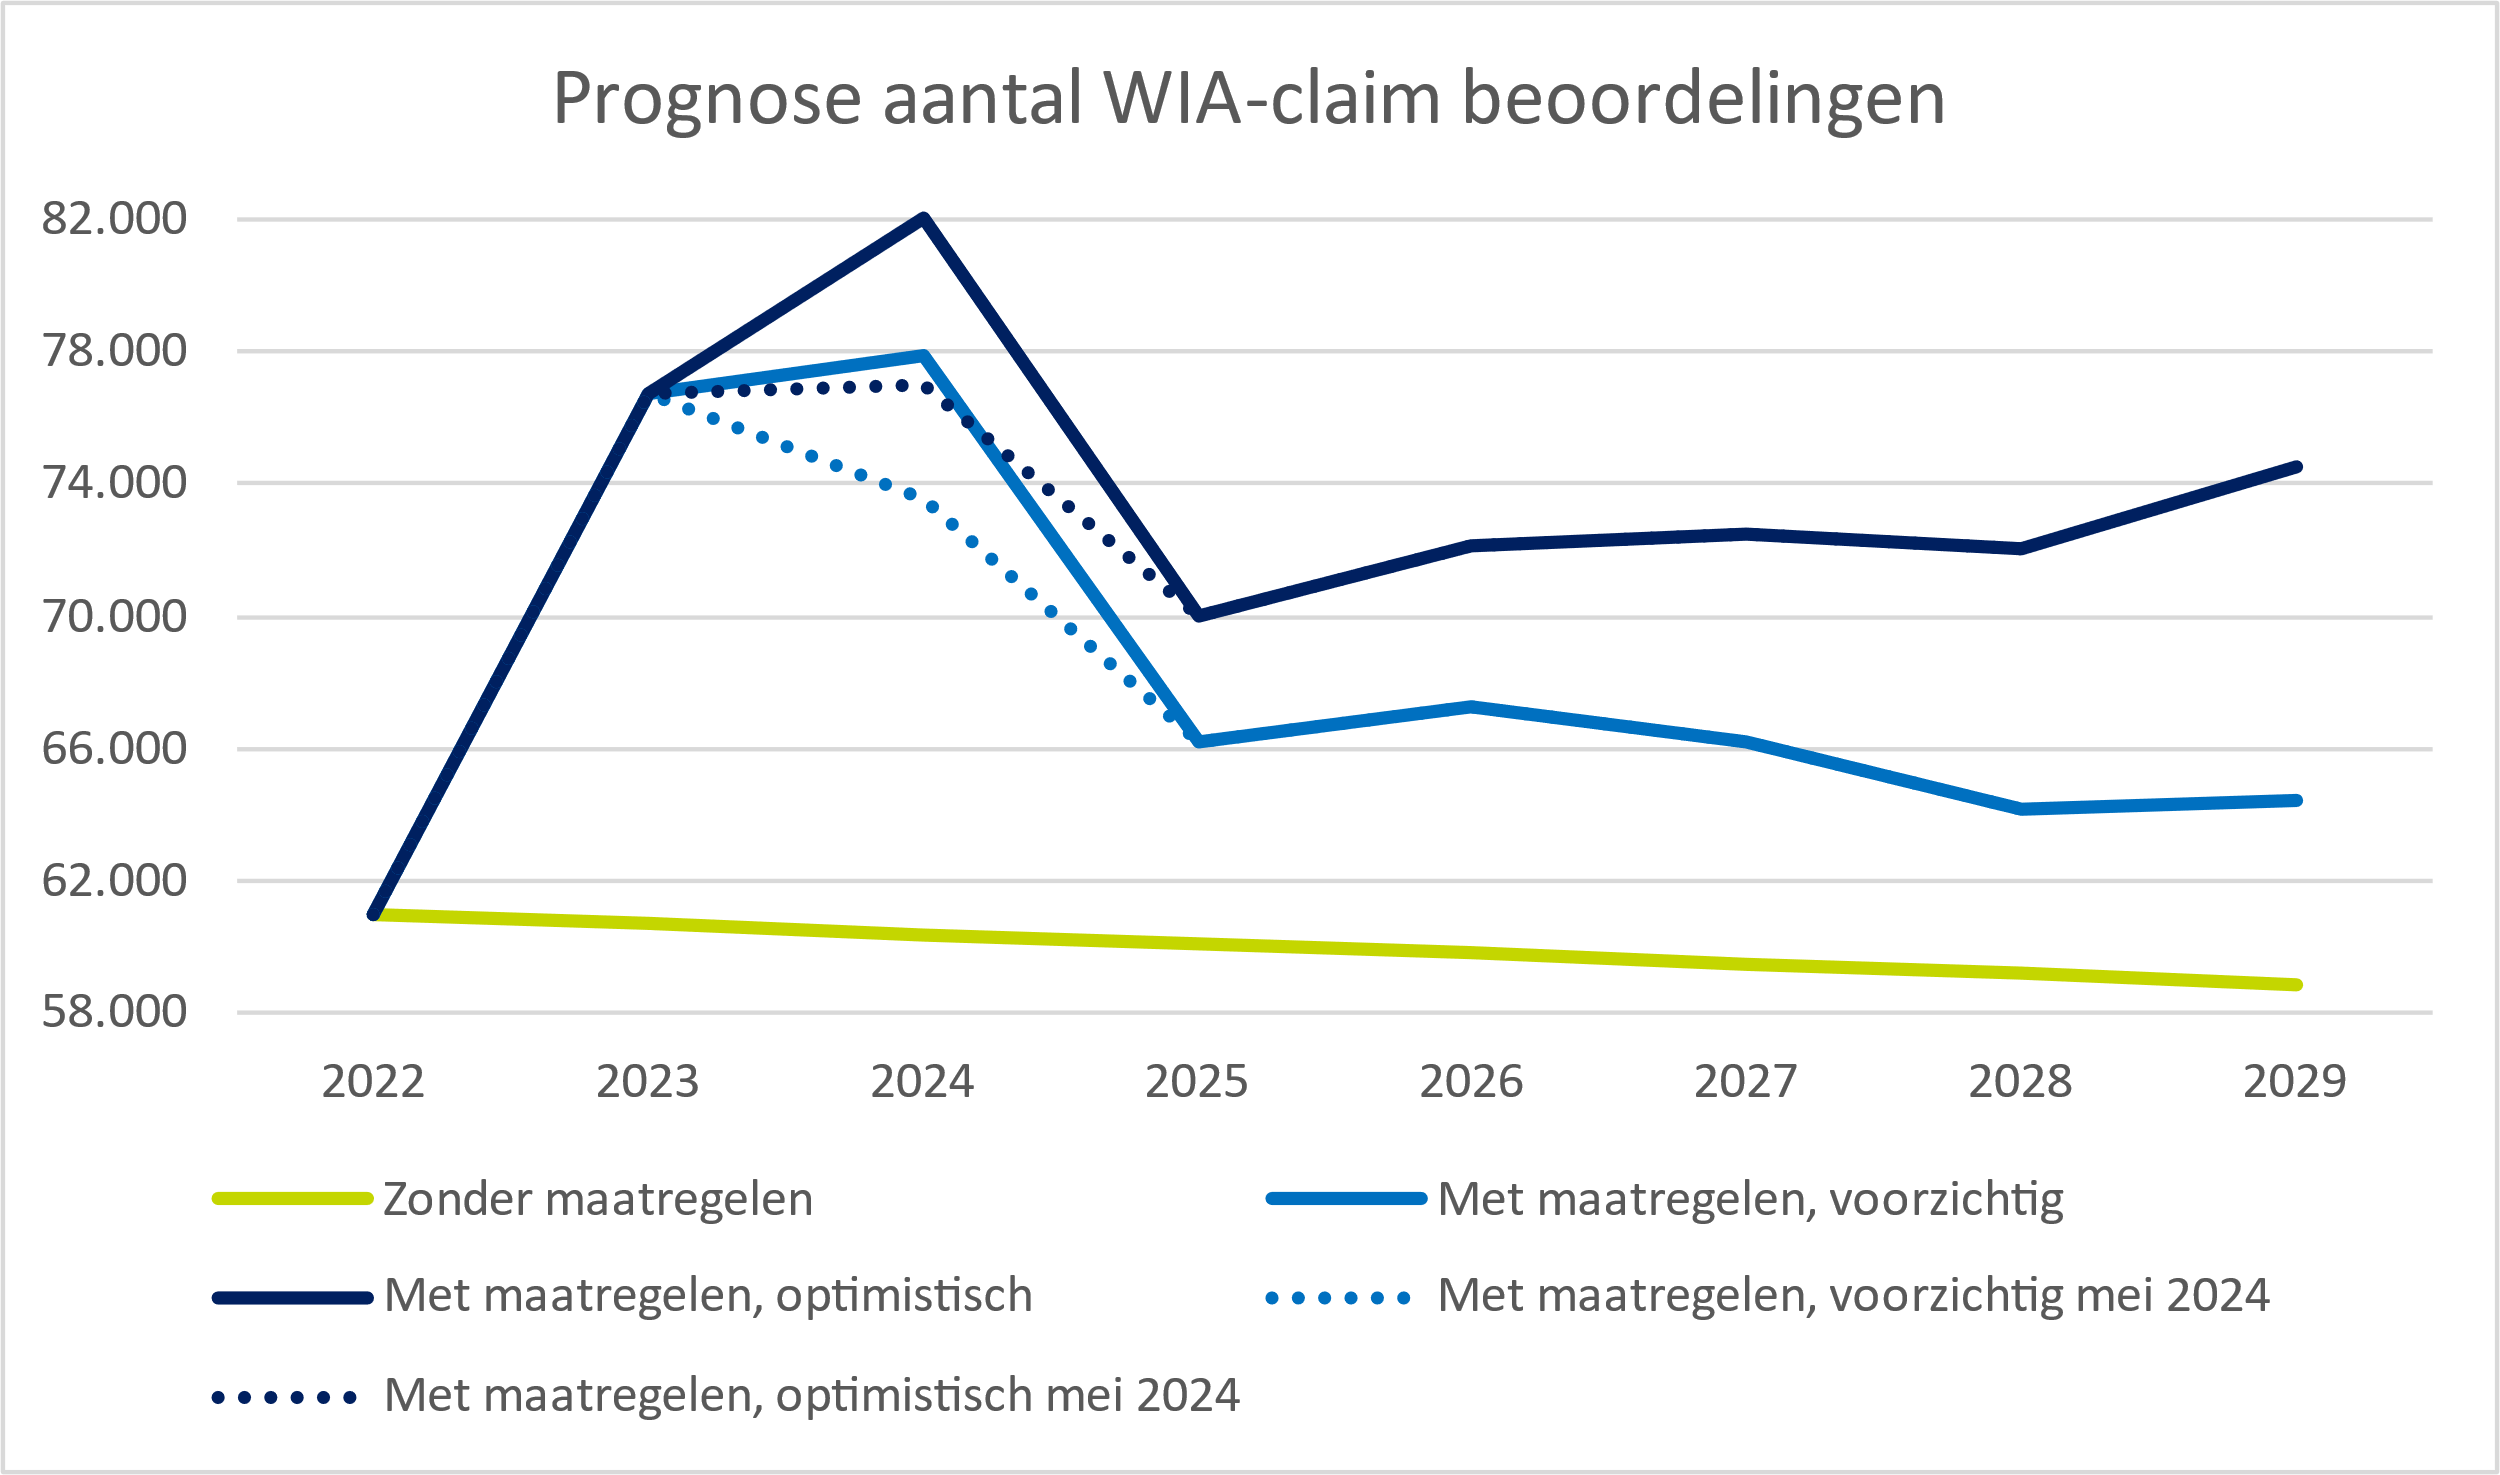 Prognose aantal WIA-claim beoordelingen
82.000
78.000
74.000
70.000
66.000
62.000
58.000
2022 2023 2024 2025 2026 2027 2028 2029
Zonder maatregelen
Met maatregelen, voorzichtig
Met maatregelen, optimistisch
Met maatregelen, voorzichtig mei 2024
Met maatregelen, optimistisch mei 2024